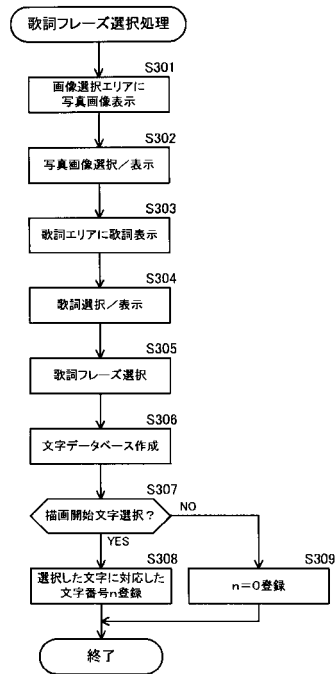 歌詞フレーズ選択処理
S301
画像選択エリアに
写真画像表示
S302
写真画像選択／表示
S303
歌詞エリアに歌詞表示
S304
歌詞選択／表示
S305
歌詞フレーズ選択
S306
文字データベース作成
S307
描画開始文字選択？
NO
YES
S308
選択した文字に対応した
文字番号n登録
S309
n＝0登録
終了